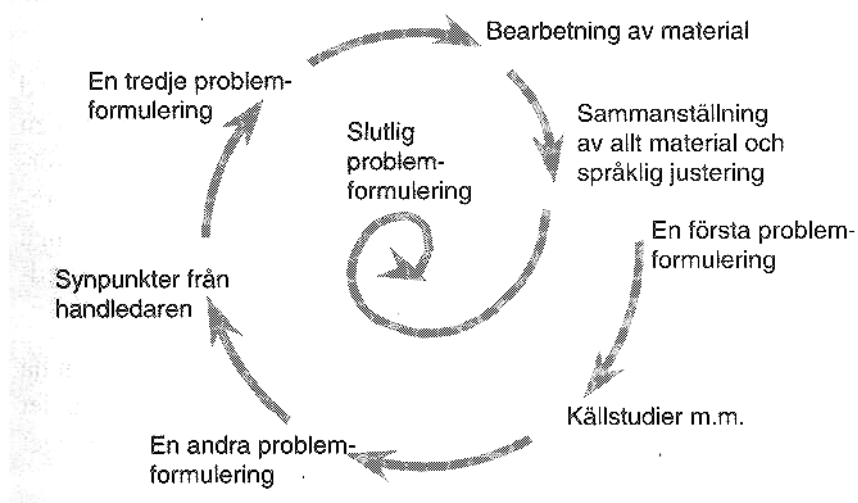 Bearbetning av material
En tredje problem-
formulering
Sammanställning
av allt material och
språklig justering
Slutlig
problem-
formulering
En första problem-
formulering
Synpunkter från
handledaren
Källstudier m.m.
En andra problem-
formulering